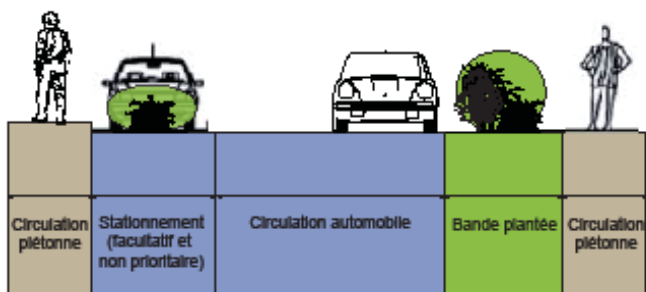 Circulation
piétonne
Stationnement
(facultatif et
non prioritaire)
Circulation automobile
Bande plantée
Circulation
piétonne